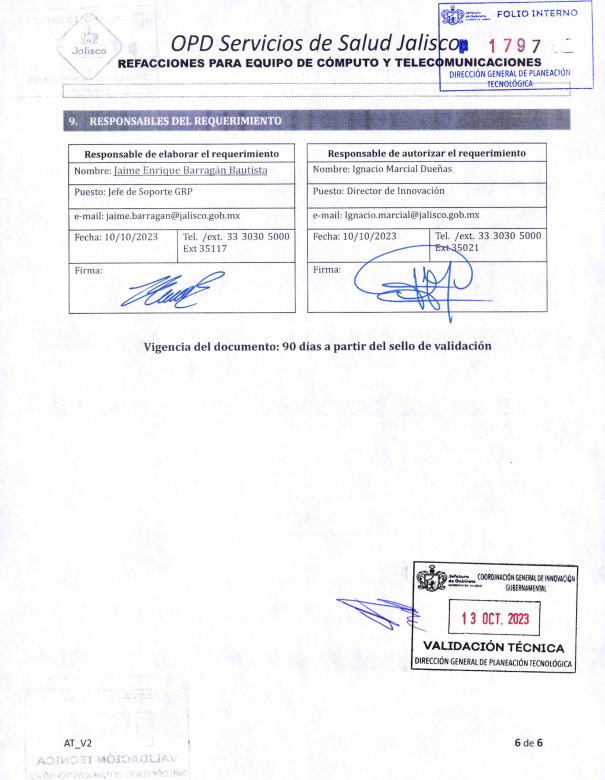 Jefatura de Gabinete
FOLIO INTERNO
1797
DIRECCIÓN GENERAL DE PLANEACIÓN
TECNOLÓGICA
Jalisco
OPD Servicios de Salud Jalisco
REFACCIONES PARA EQUIPO DE CÓMPUTO Y TELECOMUNICACIONES
9. RESPONSABLES DEL REQUERIMIENTO
Responsable de elaborar el requerimiento
Nombre: Jaime Enrique Barragán Bautista
Puesto: Jefe de Soporte GRP
e-mail: jaime.barragan@jalisco.gob.mx
Fecha: 10/10/2023
Tel. /ext. 33 3030 5000
Ext 35117
Firma:
Responsable de autorizar el requerimiento
Nombre: Ignacio Marcial Dueñas
Puesto: Director de Innovación
e-mail: Ignacio.marcial@jalisco.gob.mx
Fecha: 10/10/2023
Tel. /ext. 33 3030 5000
Ext 35021
Firma:
Vigencia del documento: 90 días a partir del sello de validación
Jefatura de Gabinete
COORDINACIÓN GENERAL DE INNOVACIÓN
GUBERNAMENTAL
13 OCT. 2023
VALIDACIÓN TÉCNICA
DIRECCIÓN GENERAL DE PLANEACIÓN TECNOLÓGICA
AT_V2
6 de 6